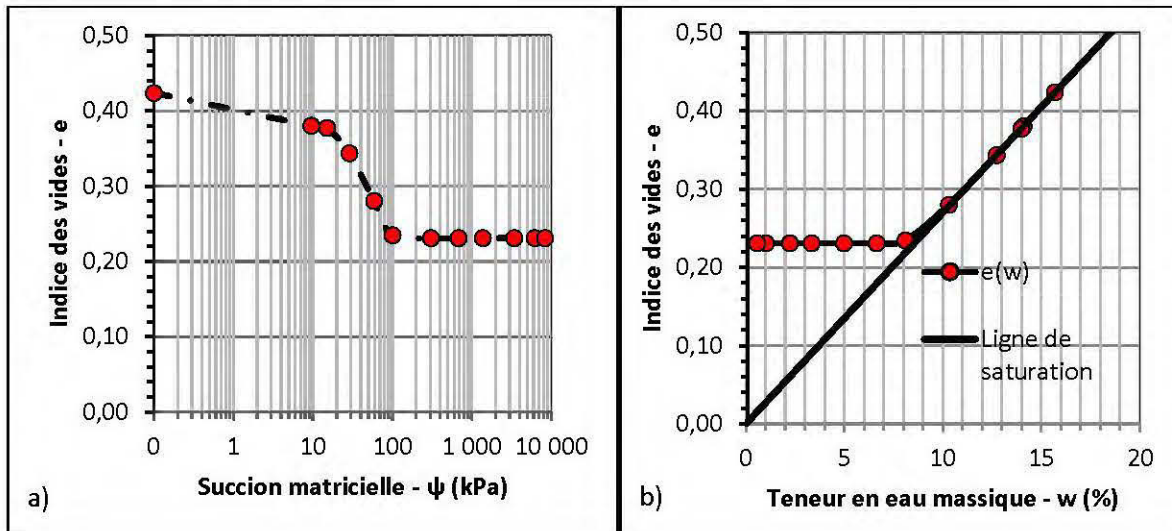 0,50
0,40
0,30
0,20
0,10
0,00
Indice des vides - e
0 1 10 100 1 000 10 000
Succion matricielle - ψ (kPa)
a)
0,50
0,40
0,30
0,20
0,10
0,00
Indice des vides - e
e(w)
Ligne de
saturation
0 5 10 15 20
Teneur en eau massique - w (%)
b)